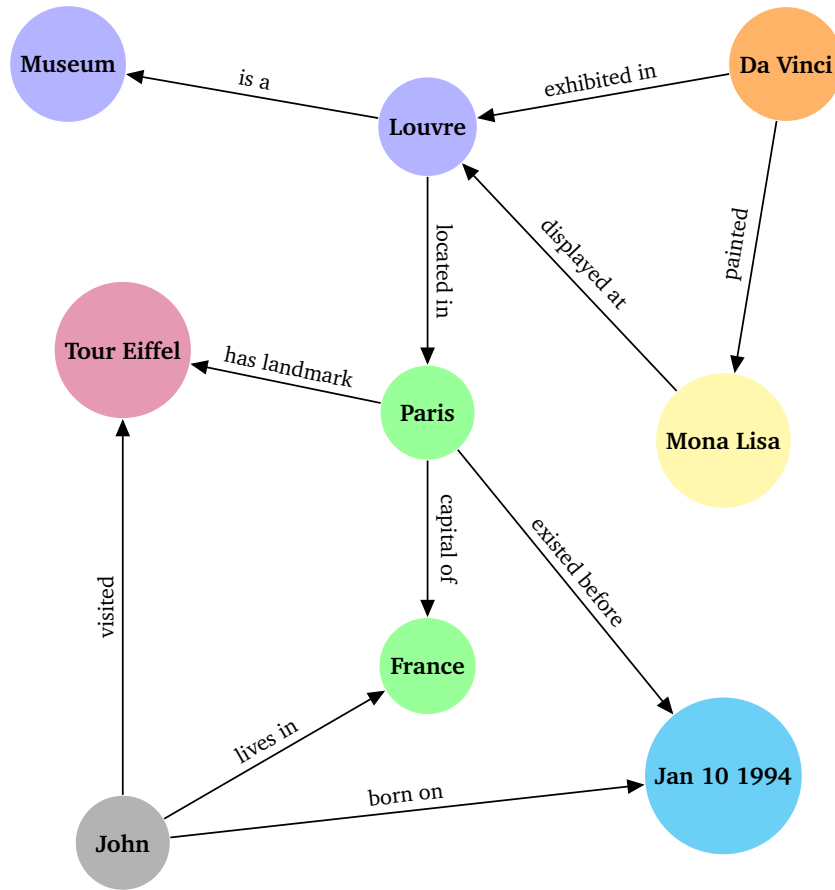 Museum
is a
Louvre
exhibited in
Da Vinci
located in
displayed at
painted
Tour Eiffel
has landmark
Paris
Mona Lisa
capital of
existed before
visited
France
lives in
born on
Jan 10 1994
John